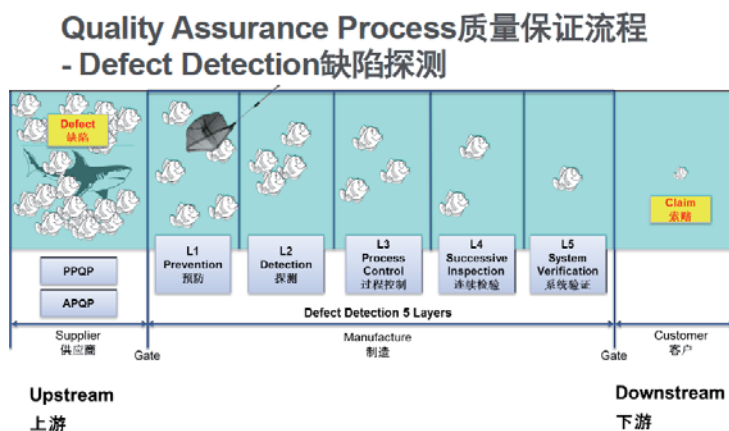 Quality Assurance Process质量保证流程
- Defect Detection缺陷探测
Defect
缺陷
Claim
索赔
L1
Prevention
预防
L2
Detection
探测
L3
Process
Control
过程控制
L4
Successive
Inspection
连续检验
L5
System
Verification
系统验证
PPQP
APQP
Defect Detection 5 Layers
Supplier
供应商
Gate
Manufacture
制造
Gate
Customer
客户
Upstream
上游
Downstream
下游